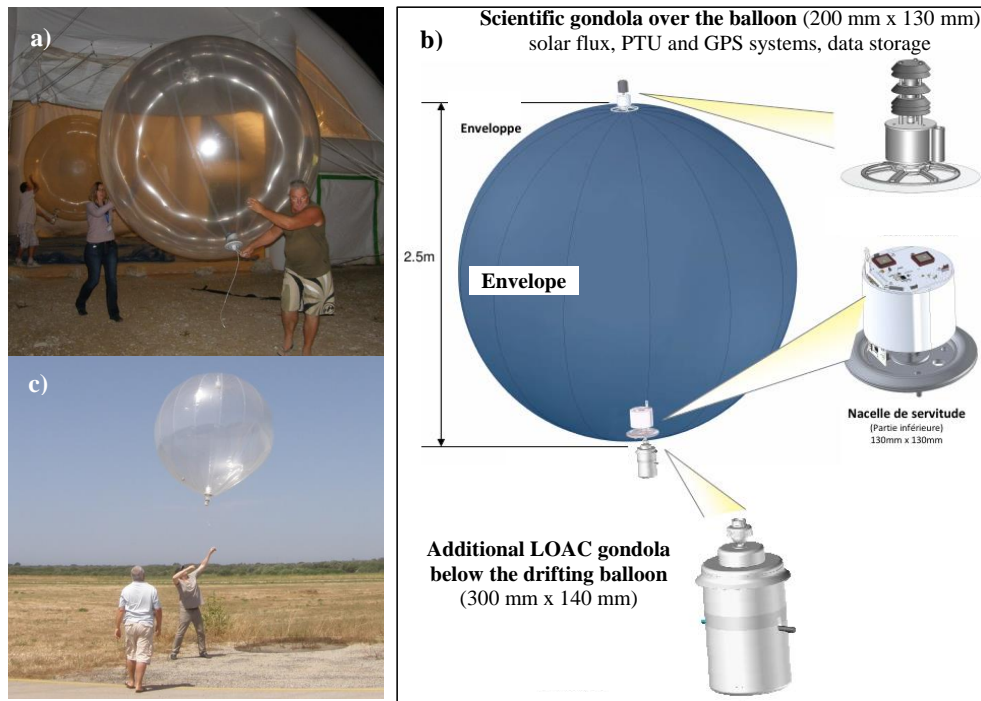 a)
b)
Scientific gondola over the balloon (200 mm x 130 mm)
solar flux, PTU and GPS systems, data storage
Enveloppe
2.5m
Envelope
Nacelle de servitude
(Partie inférieure)
130mm x 130mm
c)
Additional LOAC gondola
below the drifting balloon
(300 mm x 140 mm)